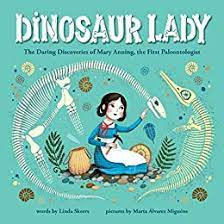 DiNOSAUR LADY
The Daring Discoveries of Mary Anning, the First Paleontologist
words by Linda Skeers
pictures by Marta Álvarez Miguéns